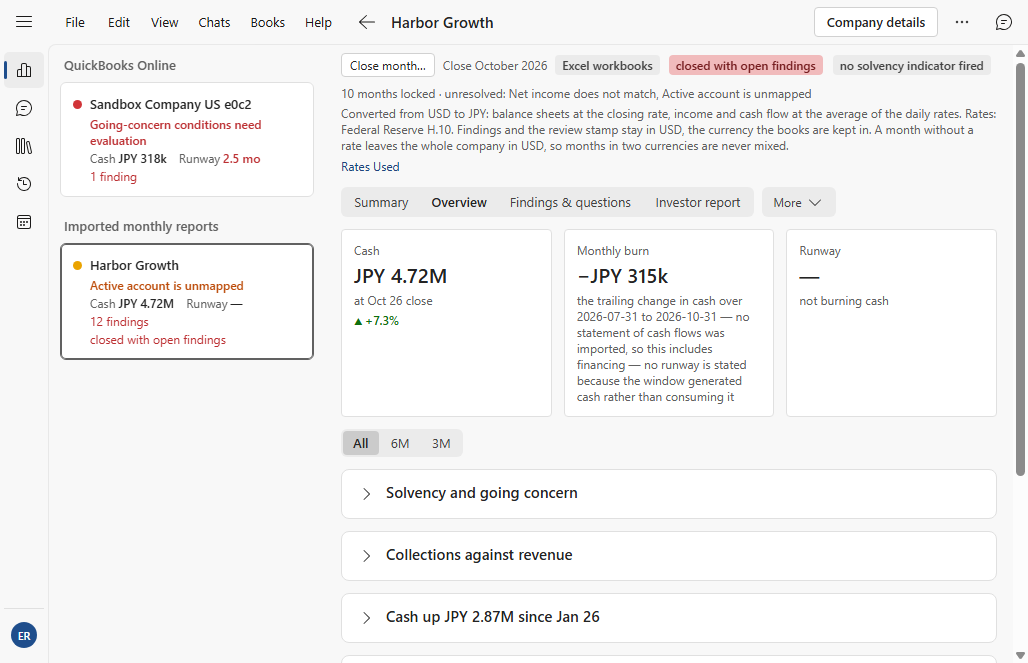 File Edit View Chats Books Help Harbor Growth Company details
QuickBooks Online
Sandbox Company US e0c2
Going-concern conditions need
evaluation
Cash JPY 318k Runway 2.5 mo
1 finding
Imported monthly reports
Harbor Growth
Active account is unmapped
Cash JPY 4.72M Runway —
12 findings
closed with open findings
ER
Close month... Close October 2026 Excel workbooks closed with open findings no solvency indicator fired
10 months locked · unresolved: Net income does not match, Active account is unmapped
Converted from USD to JPY: balance sheets at the closing rate, income and cash flow at the average of the daily rates. Rates:
Federal Reserve H.10. Findings and the review stamp stay in USD, the currency the books are kept in. A month without a
rate leaves the whole company in USD, so months in two currencies are never mixed.
Rates Used
Summary Overview Findings & questions Investor report More
Cash
JPY 4.72M
at Oct 26 close
▲ +7.3%
Monthly burn
−JPY 315k
the trailing change in cash over
2026-07-31 to 2026-10-31 — no
statement of cash flows was
imported, so this includes
financing — no runway is stated
because the window generated
cash rather than consuming it
Runway
—
not burning cash
All 6M 3M
Solvency and going concern
Collections against revenue
Cash up JPY 2.87M since Jan 26